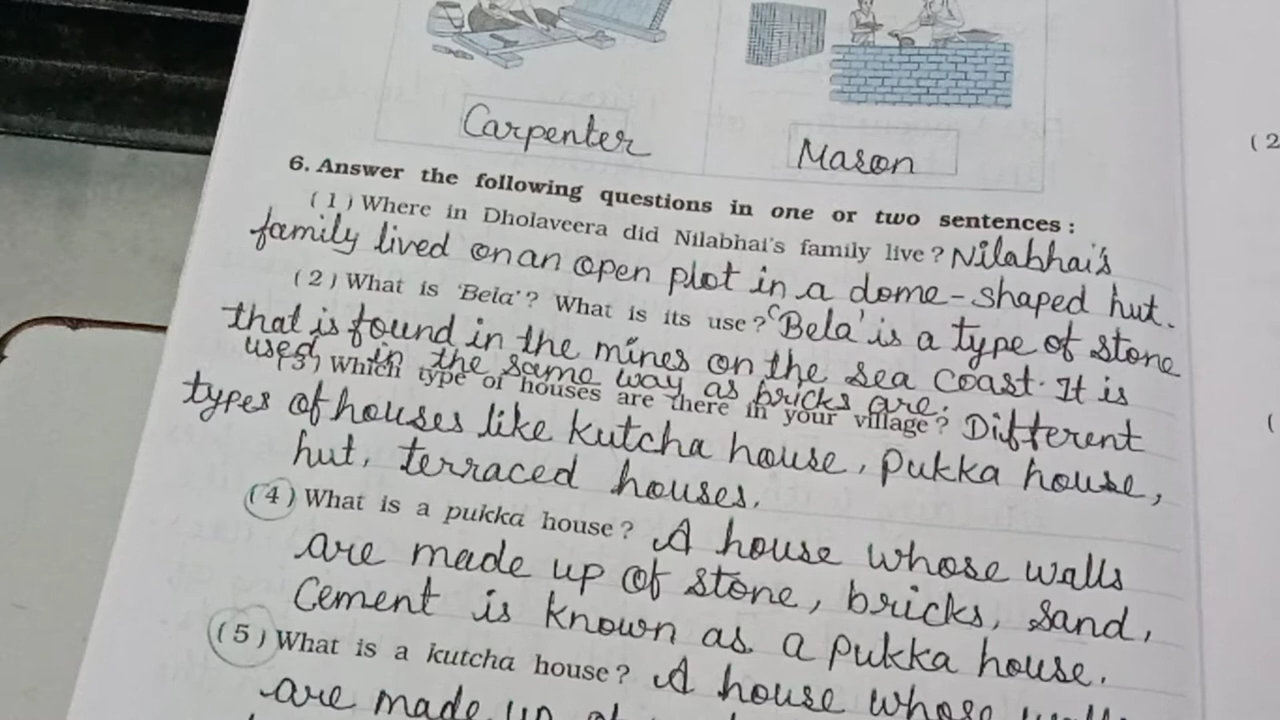 Carpenter
Mason
(2
6. Answer the following questions in one or two sentences :
(1) Where in Dholaveera did Nilabhai's family live? Nilabhai's
family lived on an open plot in a dome-shaped hut.
(2) What is 'Bela'? What is its use? 'Bela' is a type of stone
that is found in the mines on the sea coast. It is
used in the same way as bricks are.
(3) Which type of houses are there in your village? Different
types of houses like kutcha house, pukka house,
hut, terraced houses.
(4) What is a pukka house? A house whose walls
are made up of stone, bricks, sand,
Cement is known as a pukka house.
(5) What is a kutcha house? A house whose
are made up of